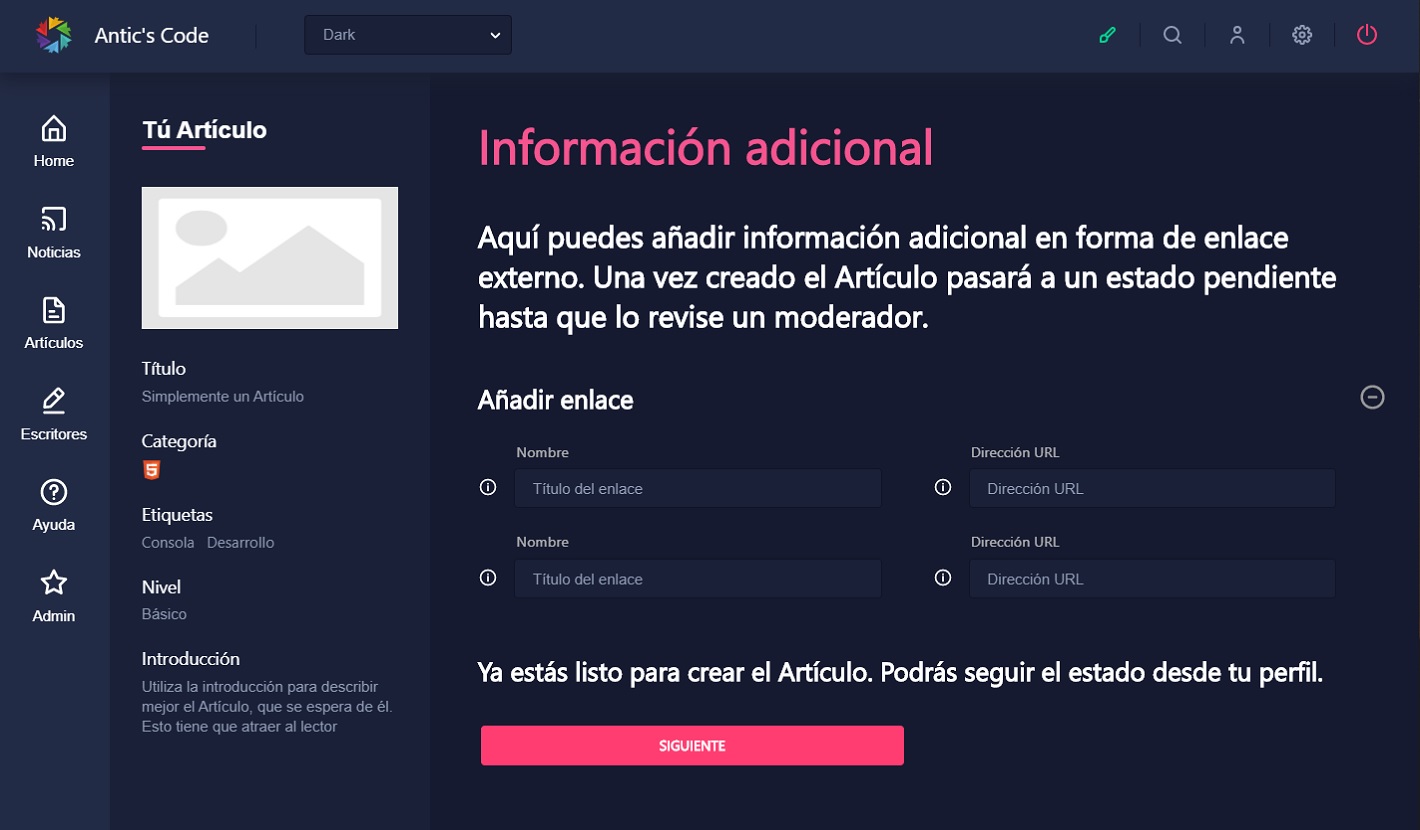 Antic's Code
Dark
Home
Noticias
Artículos
Escritores
Ayuda
Admin
Tú Artículo
Título
Simplemente un Artículo
Categoría
5
Etiquetas
Consola Desarrollo
Nivel
Básico
Introducción
Utiliza la introducción para describir
mejor el Artículo, que se espera de él.
Esto tiene que atraer al lector
Información adicional
Aquí puedes añadir información adicional en forma de enlace
externo. Una vez creado el Artículo pasará a un estado pendiente
hasta que lo revise un moderador.
Añadir enlace
Nombre
Dirección URL
Título del enlace
Dirección URL
Nombre
Dirección URL
Título del enlace
Dirección URL
Ya estás listo para crear el Artículo. Podrás seguir el estado desde tu perfil.
SIGUIENTE